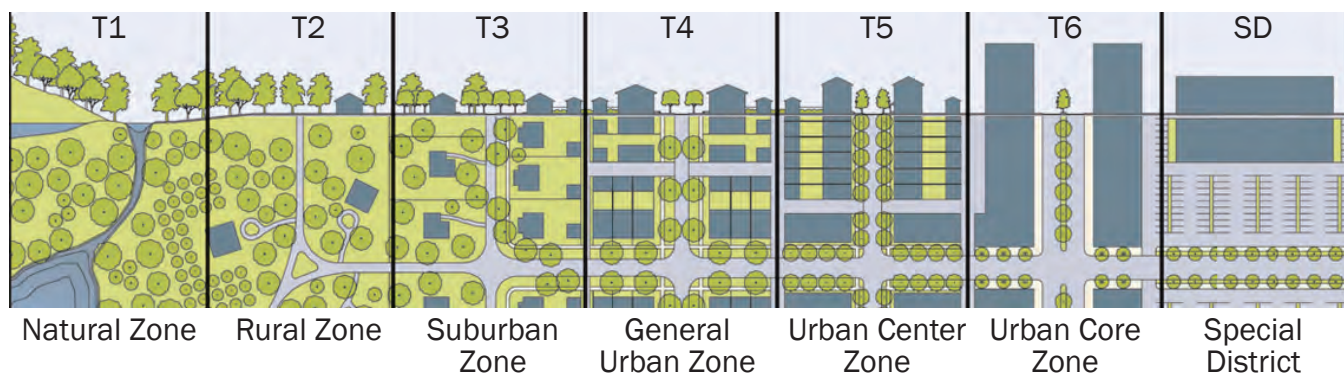 T1 T2 T3 T4 T5 T6 SD
Natural Zone Rural Zone Suburban General Urban Center Urban Core Special
Zone Urban Zone Zone Zone District